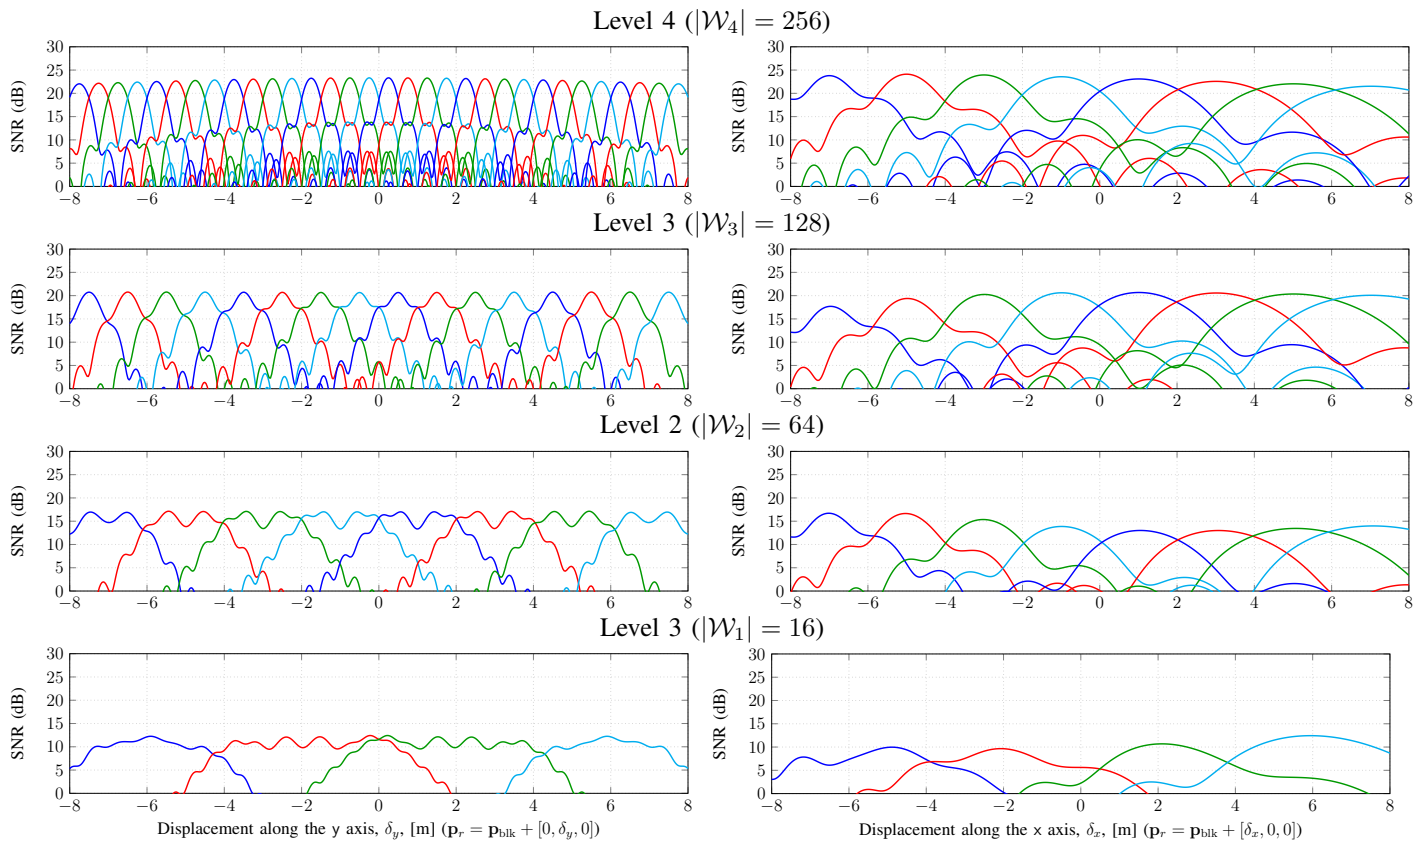 Level 4 (|𝒲₄| = 256)
30
25
20
15
10
5
0
SNR (dB)
−8 −6 −4 −2 0 2 4 6 8
30
25
20
15
10
5
0
SNR (dB)
−8 −6 −4 −2 0 2 4 6 8
Level 3 (|𝒲₃| = 128)
30
25
20
15
10
5
0
SNR (dB)
−8 −6 −4 −2 0 2 4 6 8
30
25
20
15
10
5
0
SNR (dB)
−8 −6 −4 −2 0 2 4 6 8
Level 2 (|𝒲₂| = 64)
30
25
20
15
10
5
0
SNR (dB)
−8 −6 −4 −2 0 2 4 6 8
30
25
20
15
10
5
0
SNR (dB)
−8 −6 −4 −2 0 2 4 6 8
Level 3 (|𝒲₁| = 16)
30
25
20
15
10
5
0
SNR (dB)
−8 −6 −4 −2 0 2 4 6 8
Displacement along the y axis, δ_y, [m] (𝐩_r = 𝐩_blk + [0, δ_y, 0])
30
25
20
15
10
5
0
SNR (dB)
−8 −6 −4 −2 0 2 4 6 8
Displacement along the x axis, δ_x, [m] (𝐩_r = 𝐩_blk + [δ_x, 0, 0])